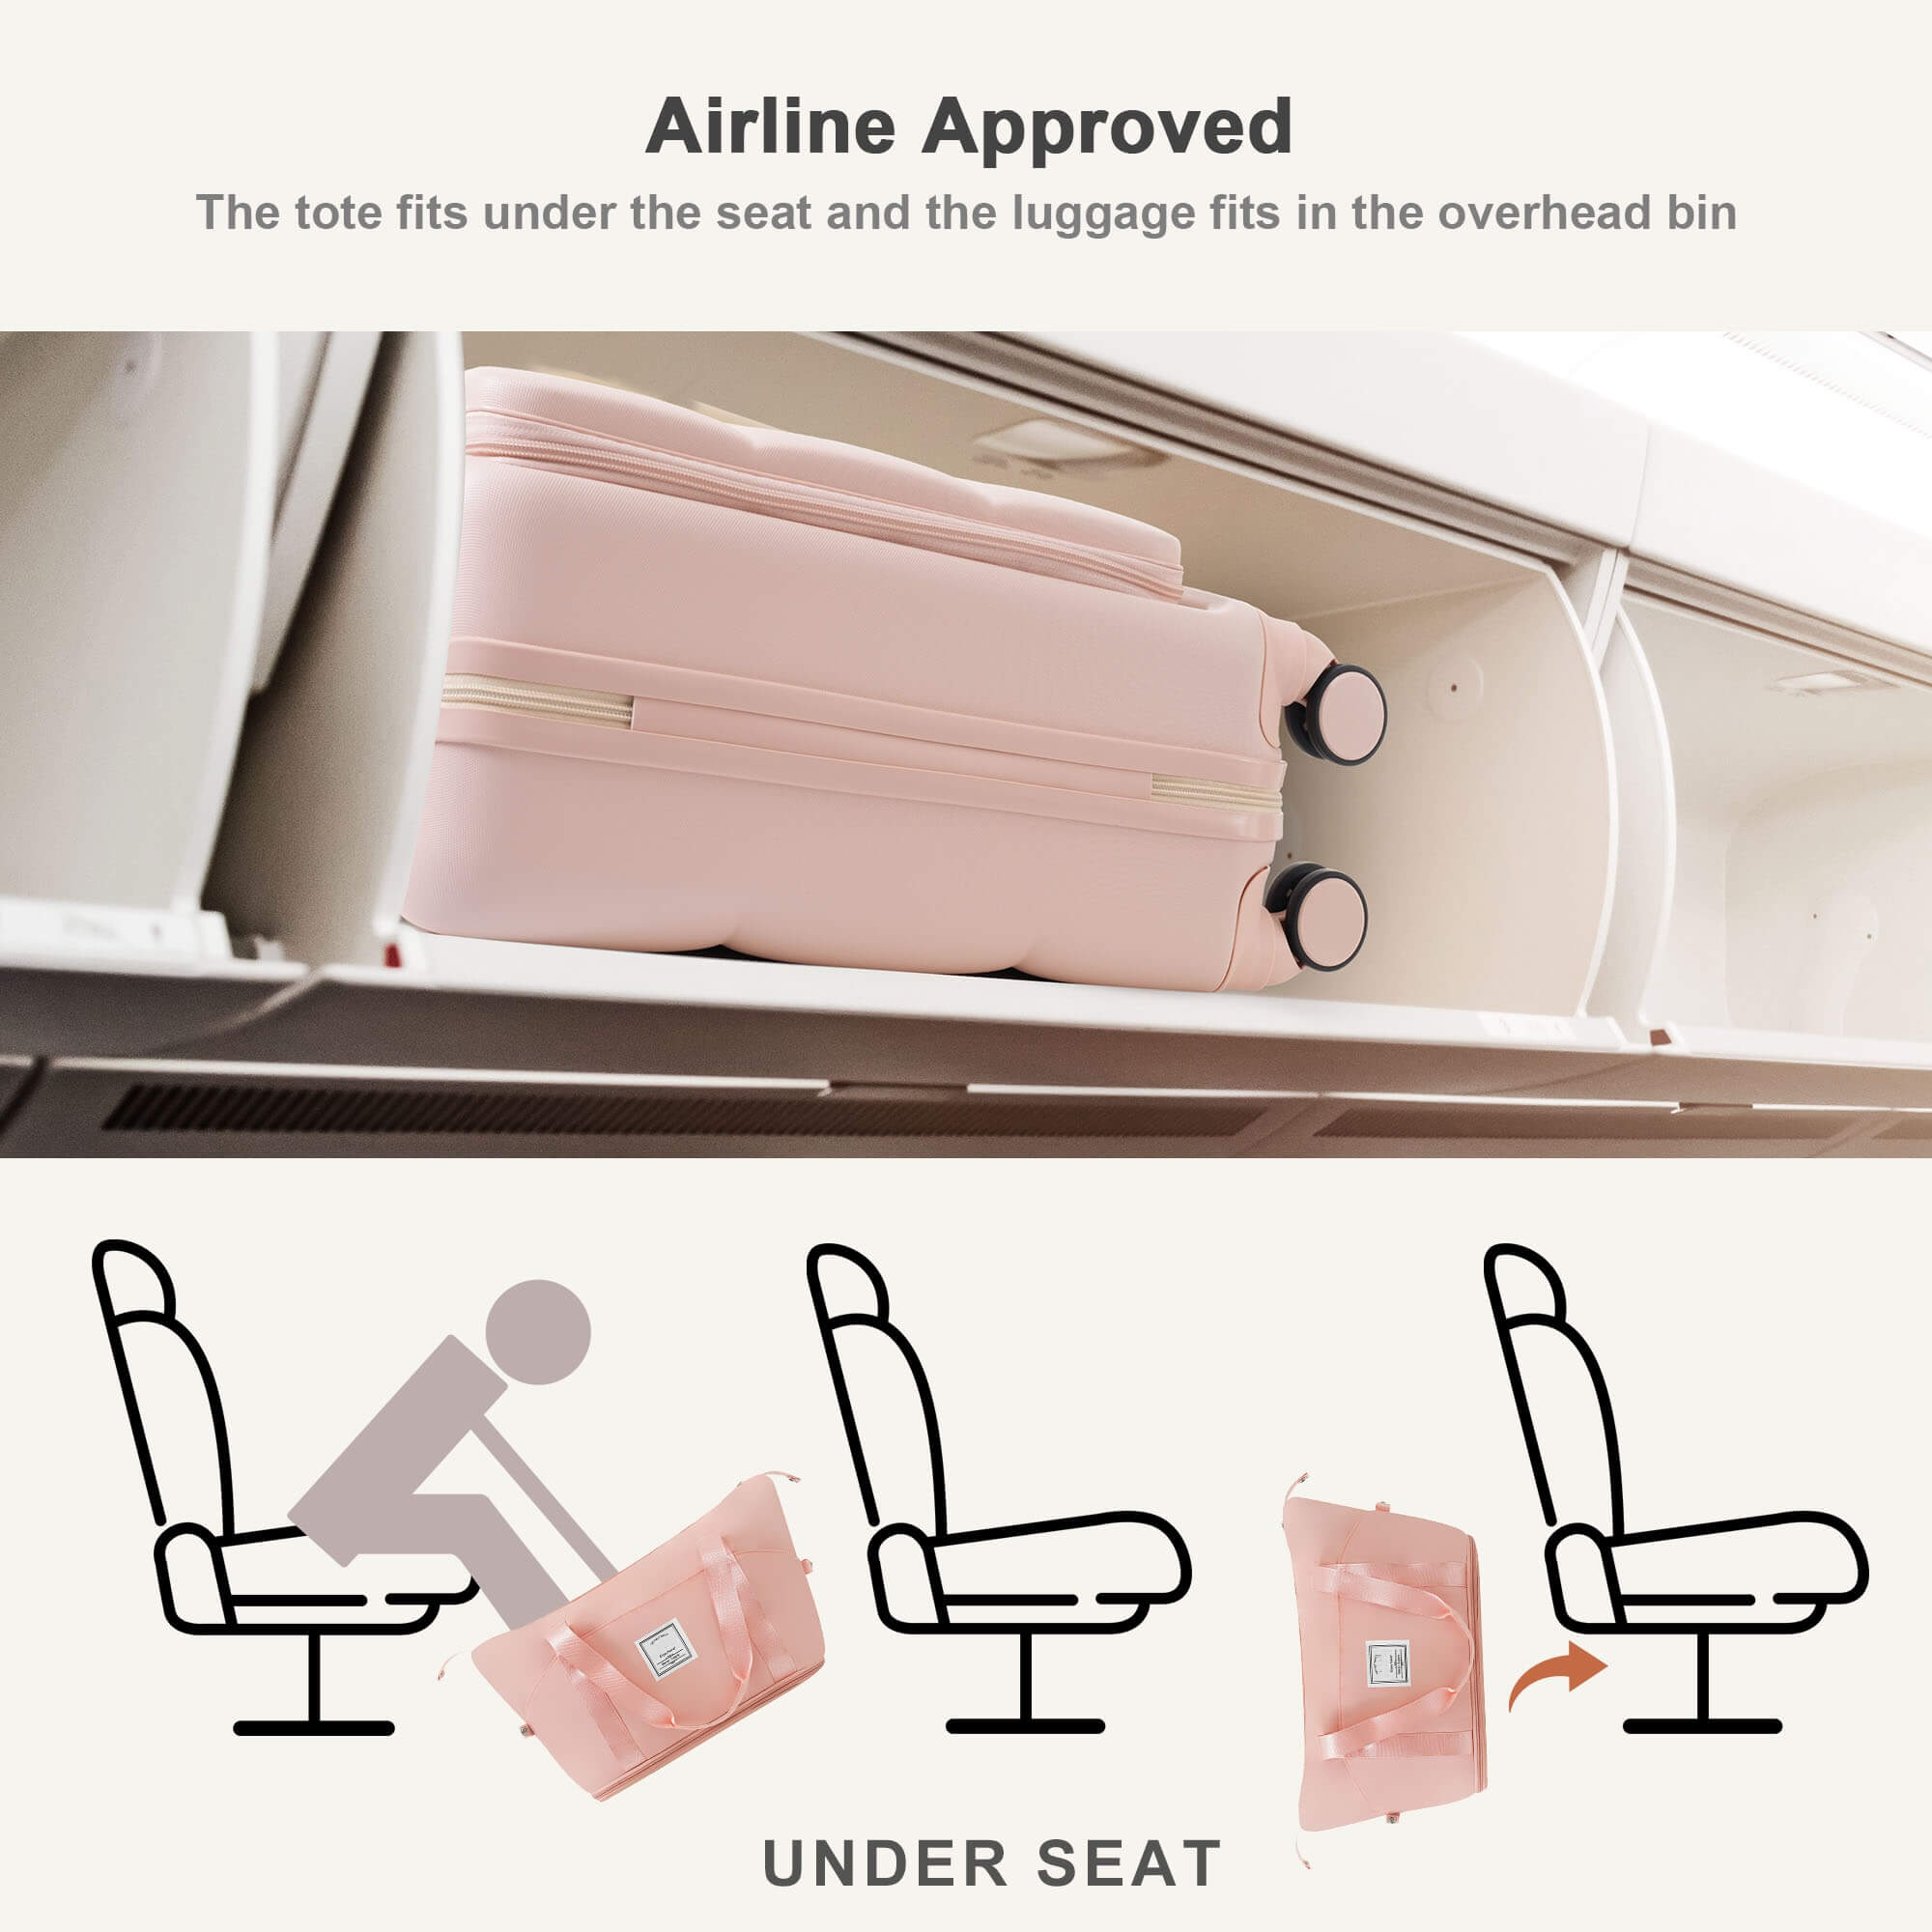 Airline Approved
The tote fits under the seat and the luggage fits in the overhead bin
UNDER SEAT